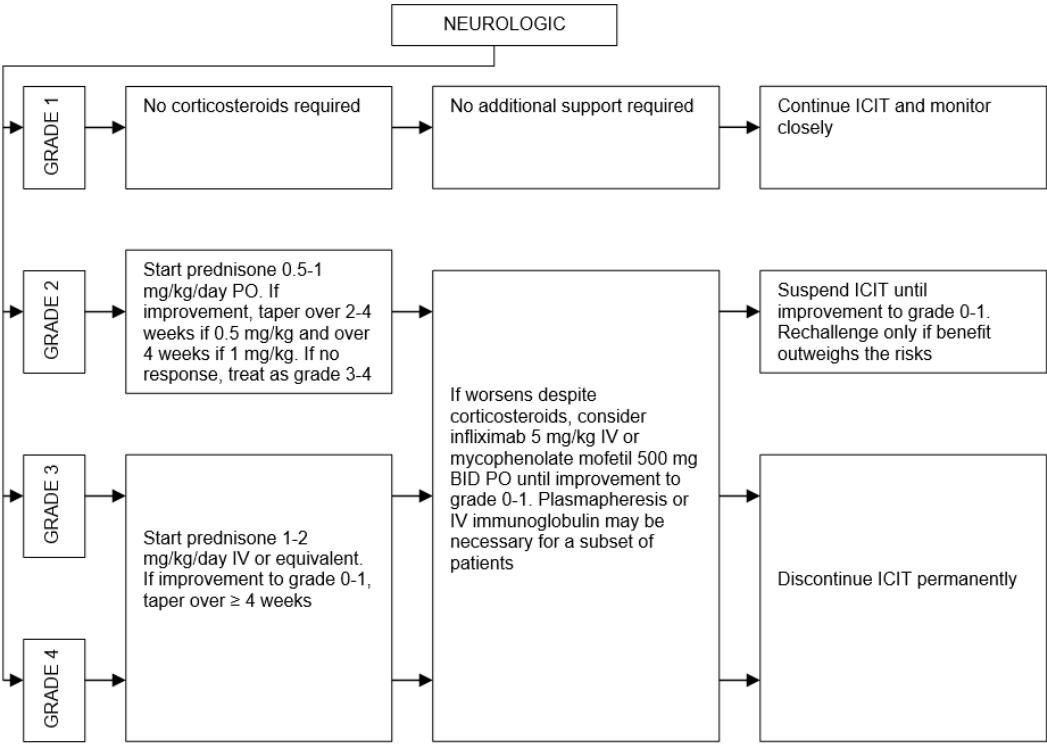 NEUROLOGIC
GRADE 1
No corticosteroids required
No additional support required
Continue ICIT and monitor
closely
GRADE 2
Start prednisone 0.5-1
mg/kg/day PO. If
improvement, taper over 2-4
weeks if 0.5 mg/kg and over
4 weeks if 1 mg/kg. If no
response, treat as grade 3-4
If worsens despite
corticosteroids, consider
infliximab 5 mg/kg IV or
mycophenolate mofetil 500 mg
BID PO until improvement to
grade 0-1. Plasmapheresis or
IV immunoglobulin may be
necessary for a subset of
patients
Suspend ICIT until
improvement to grade 0-1.
Rechallenge only if benefit
outweighs the risks
GRADE 3
Start prednisone 1-2
mg/kg/day IV or equivalent.
If improvement to grade 0-1,
taper over ≥ 4 weeks
Discontinue ICIT permanently
GRADE 4